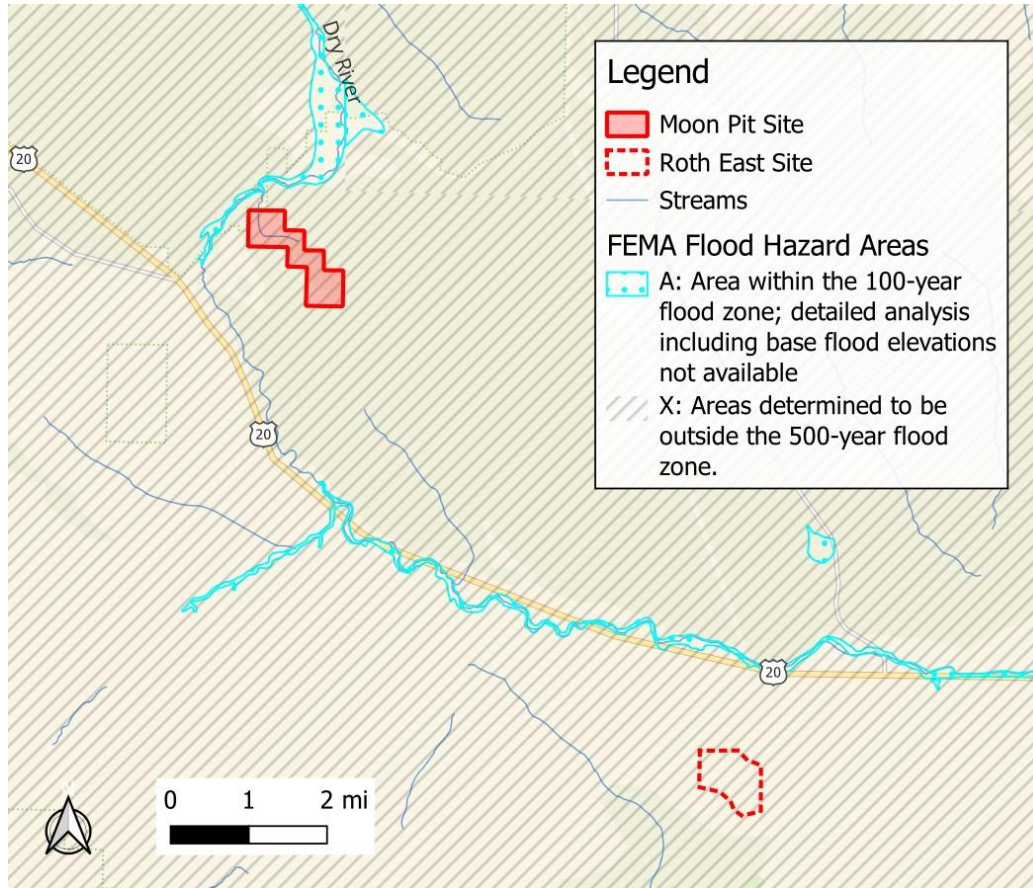 Dry River
20
20
20
Legend
Moon Pit Site
Roth East Site
Streams
FEMA Flood Hazard Areas
A: Area within the 100-year
flood zone; detailed analysis
including base flood elevations
not available
X: Areas determined to be
outside the 500-year flood
zone.
0 1 2 mi